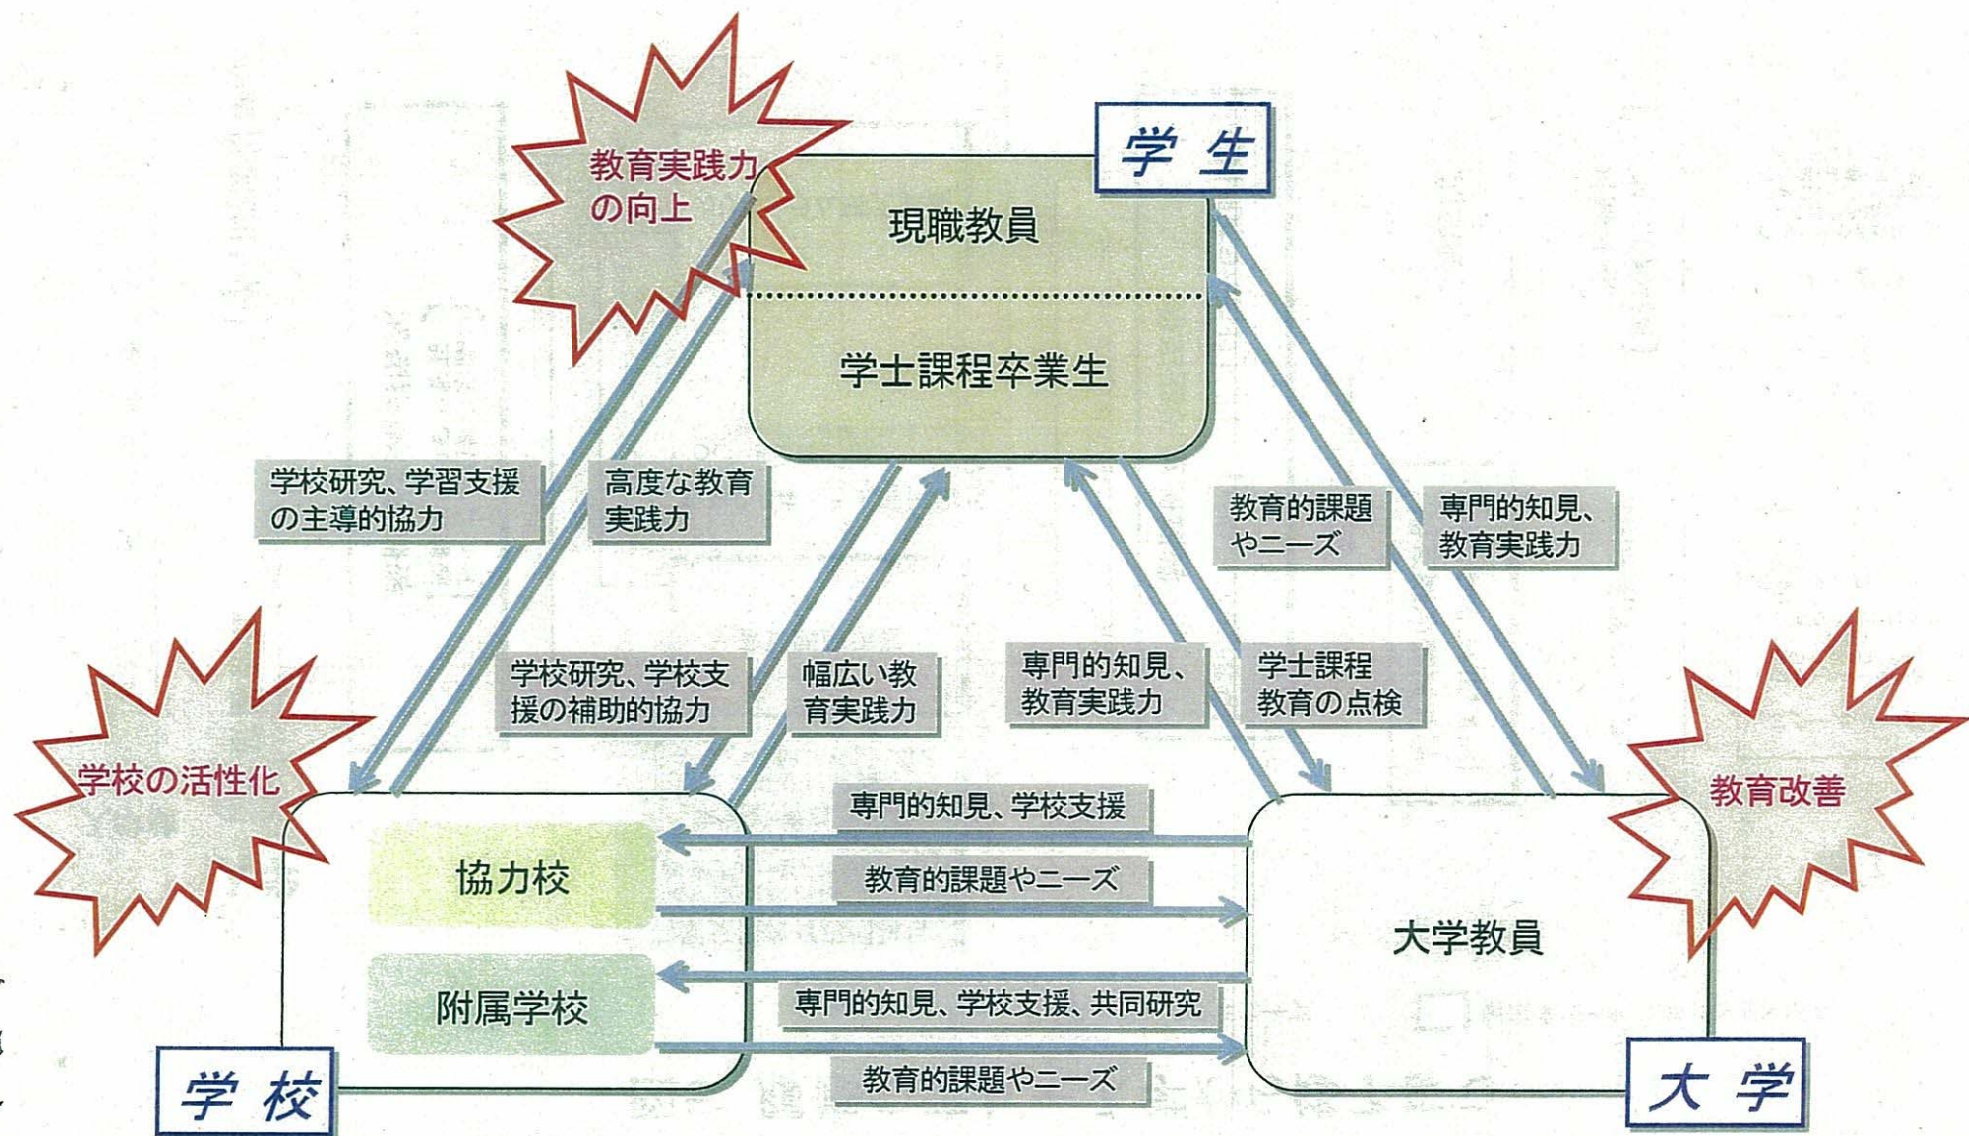 学 生
教育実践力
の向上
現職教員
学士課程卒業生
学校研究、学習支援
の主導的協力
高度な教育
実践力
教育的課題
やニーズ
専門的知見、
教育実践力
学校研究、学校支
援の補助的協力
幅広い教
育実践力
専門的知見、
教育実践力
学士課程
教育の点検
学校の活性化
教育改善
専門的知見、学校支援
協力校
教育的課題やニーズ
大学教員
附属学校
専門的知見、学校支援、共同研究
教育的課題やニーズ
学 校
大 学